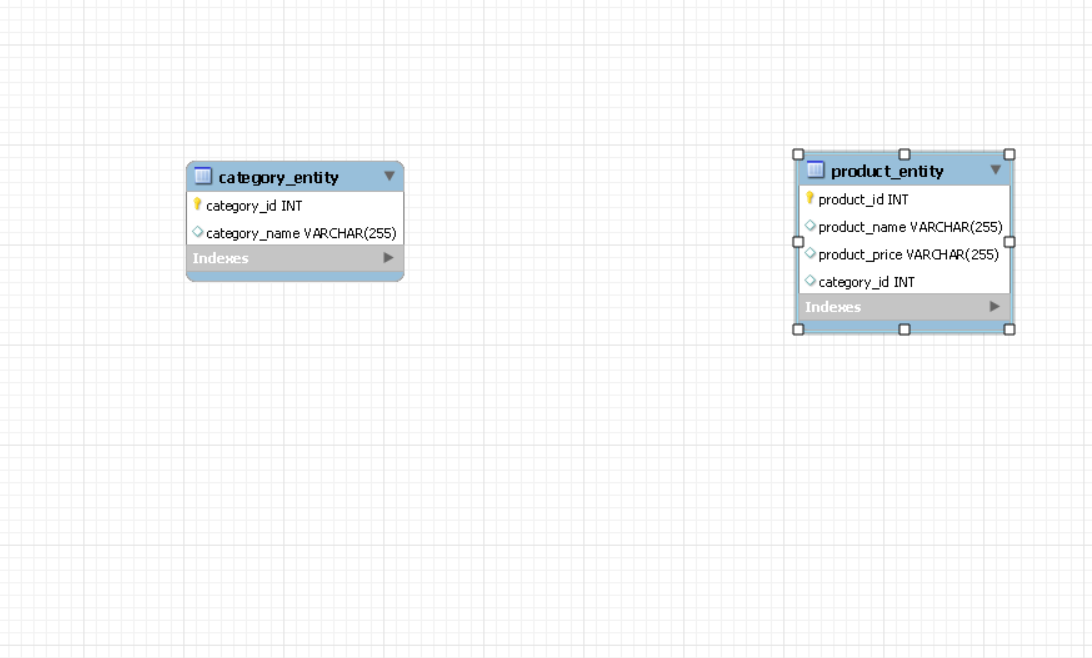 category_entity
category_id INT
category_name VARCHAR(255)
Indexes
product_entity
product_id INT
product_name VARCHAR(255)
product_price VARCHAR(255)
category_id INT
Indexes